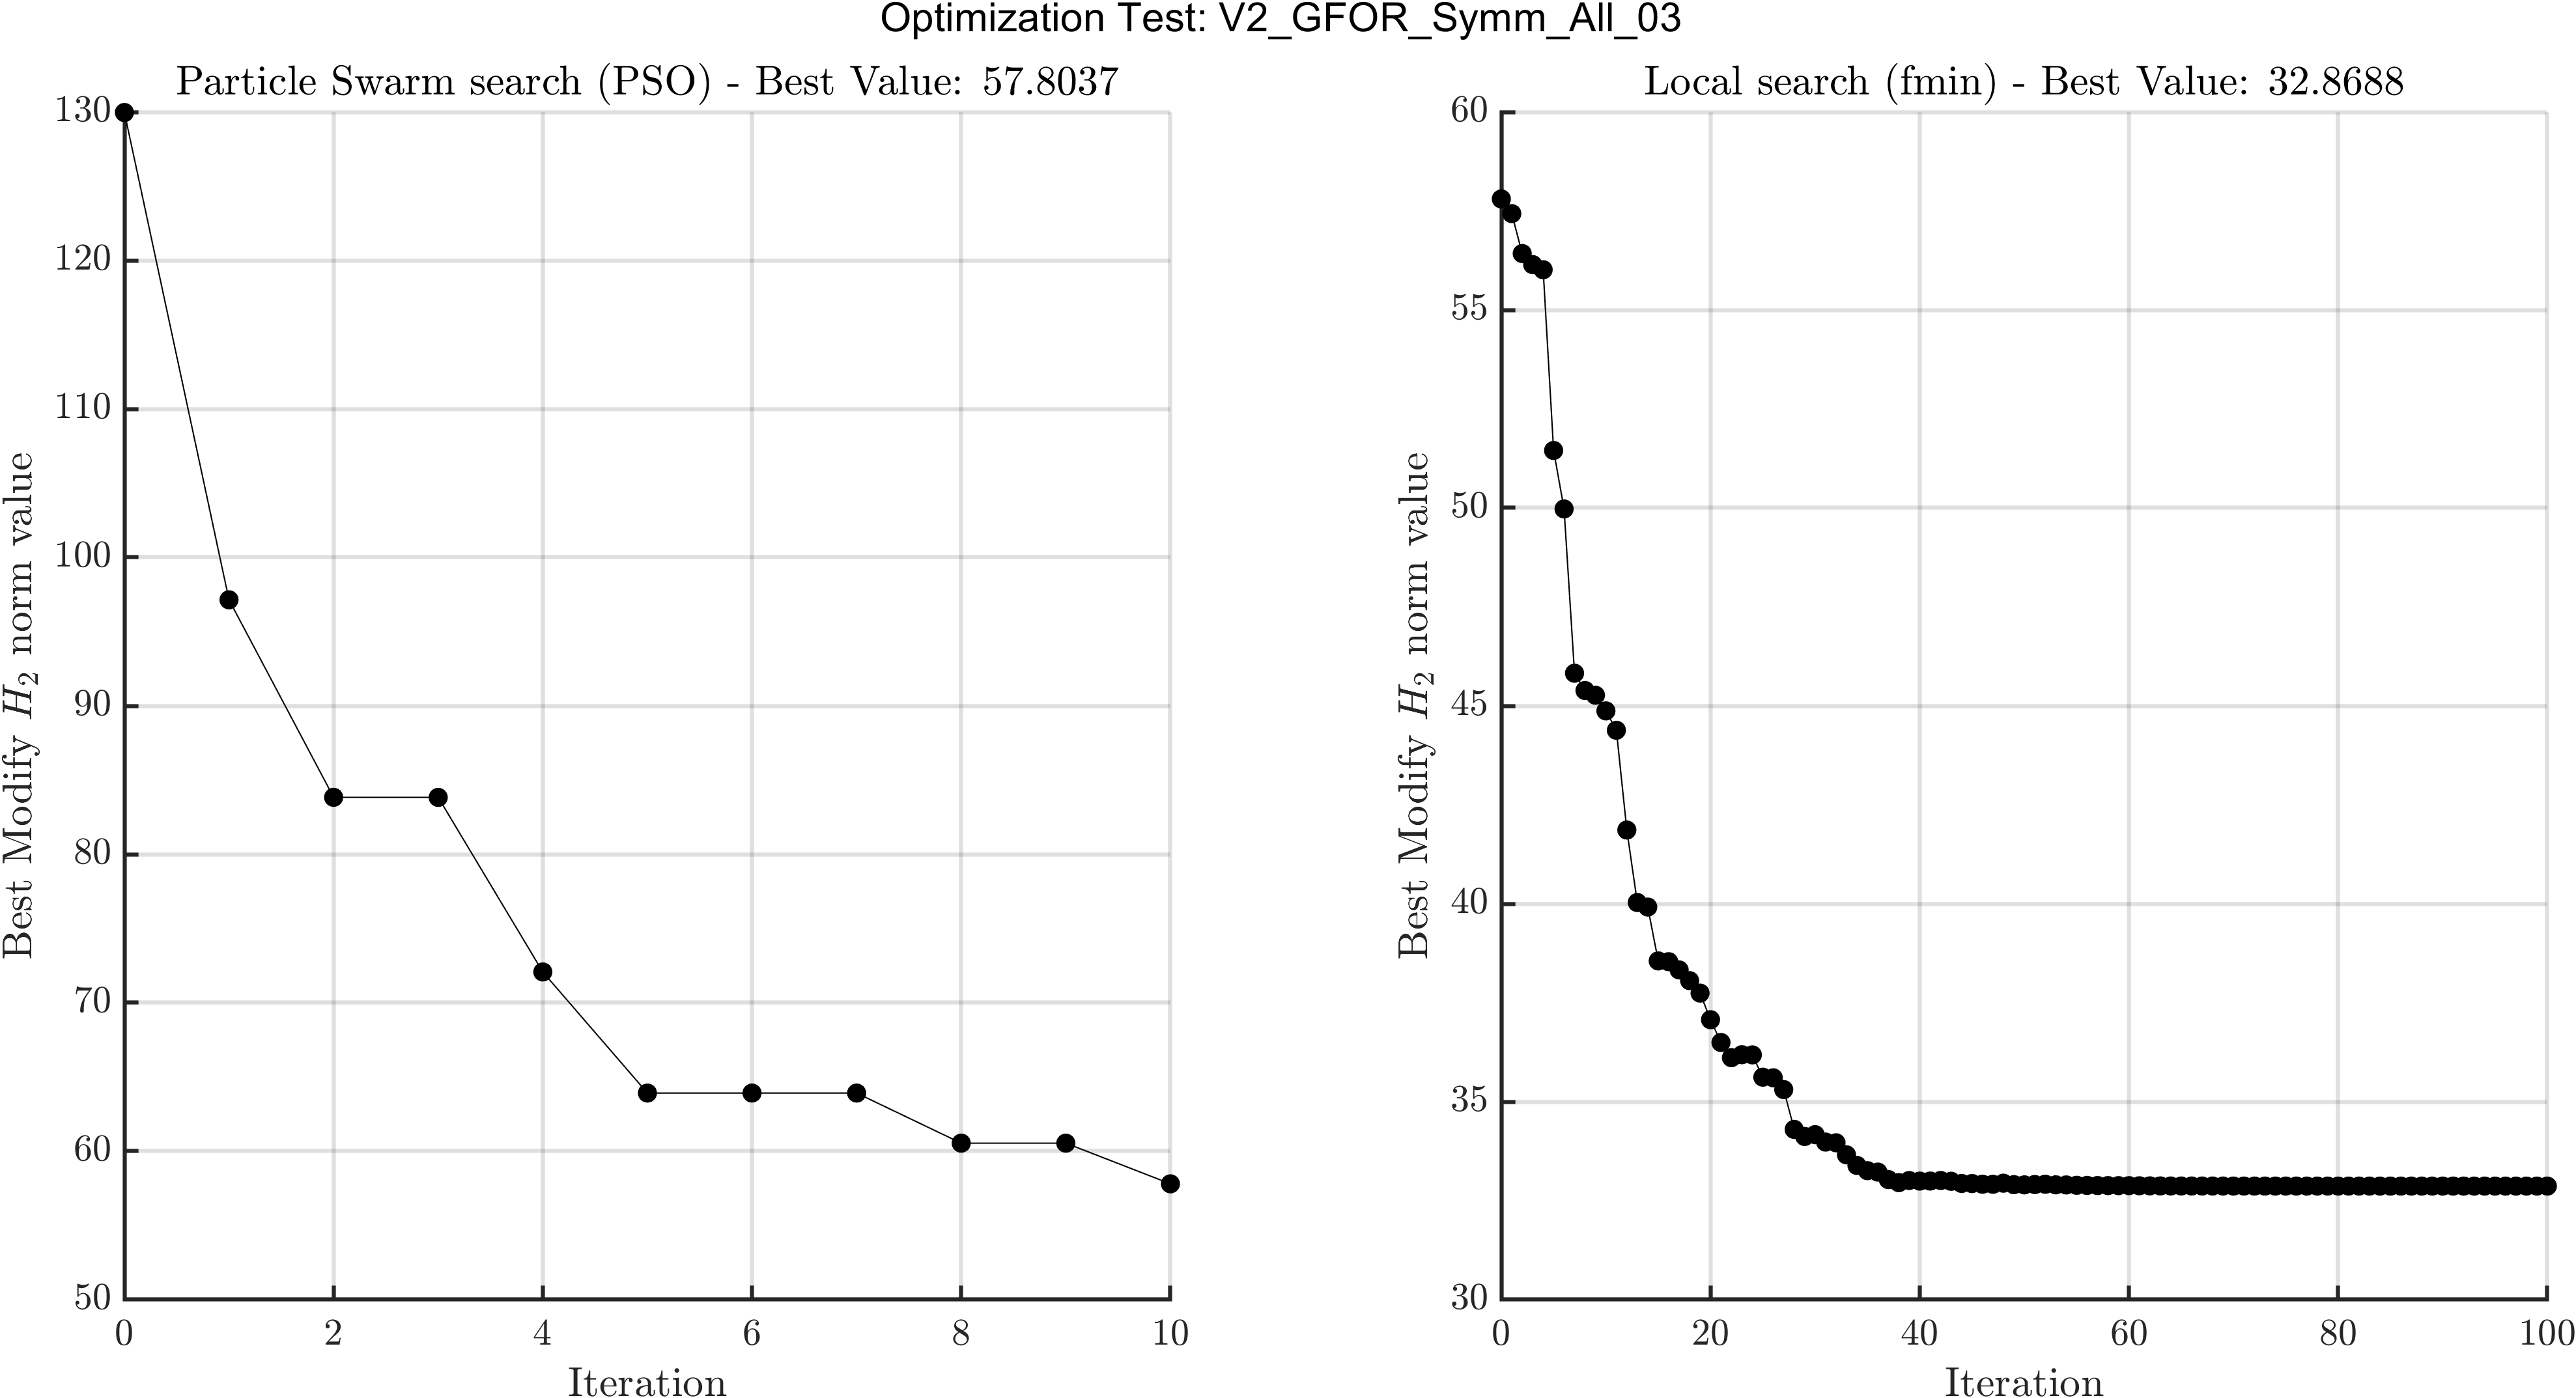 Optimization Test: V2_GFOR_Symm_All_03
Particle Swarm search (PSO) - Best Value: 57.8037
130
120
110
100
90
80
70
60
50
0 2 4 6 8 10
Iteration
Best Modify H2 norm value
Local search (fmin) - Best Value: 32.8688
60
55
50
45
40
35
30
0 20 40 60 80 100
Iteration
Best Modify H2 norm value